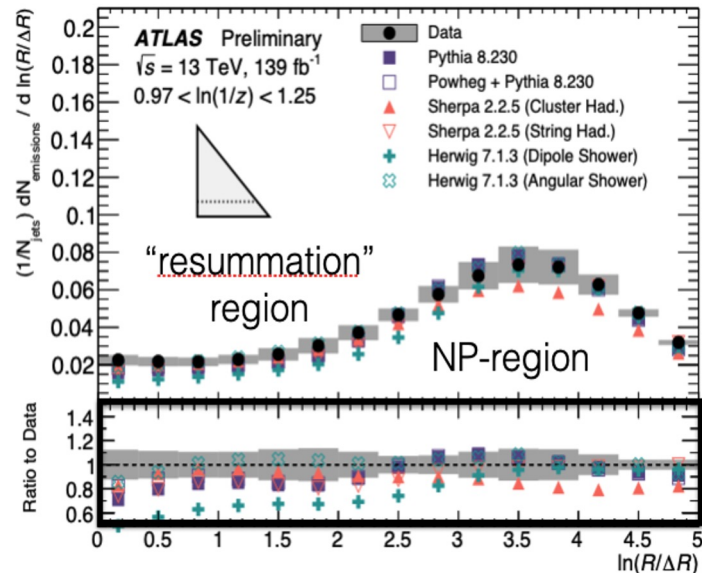 ATLAS Preliminary
√s = 13 TeV, 139 fb⁻¹
0.97 < ln(1/z) < 1.25
Data
Pythia 8.230
Powheg + Pythia 8.230
Sherpa 2.2.5 (Cluster Had.)
Sherpa 2.2.5 (String Had.)
Herwig 7.1.3 (Dipole Shower)
Herwig 7.1.3 (Angular Shower)
(1/N_jets) dN_emissions / d ln(R/ΔR)
0.2
0.18
0.16
0.14
0.12
0.1
0.08
0.06
0.04
0.02
“resummation”
region
NP-region
Ratio to Data
1.4
1.2
1
0.8
0.6
0 0.5 1 1.5 2 2.5 3 3.5 4 4.5 5
ln(R/ΔR)